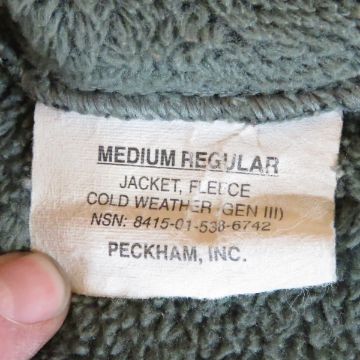 MEDIUM REGULAR
JACKET, FLEECE
COLD WEATHER (GEN III)
NSN: 8415-01-538-6742
PECKHAM, INC.